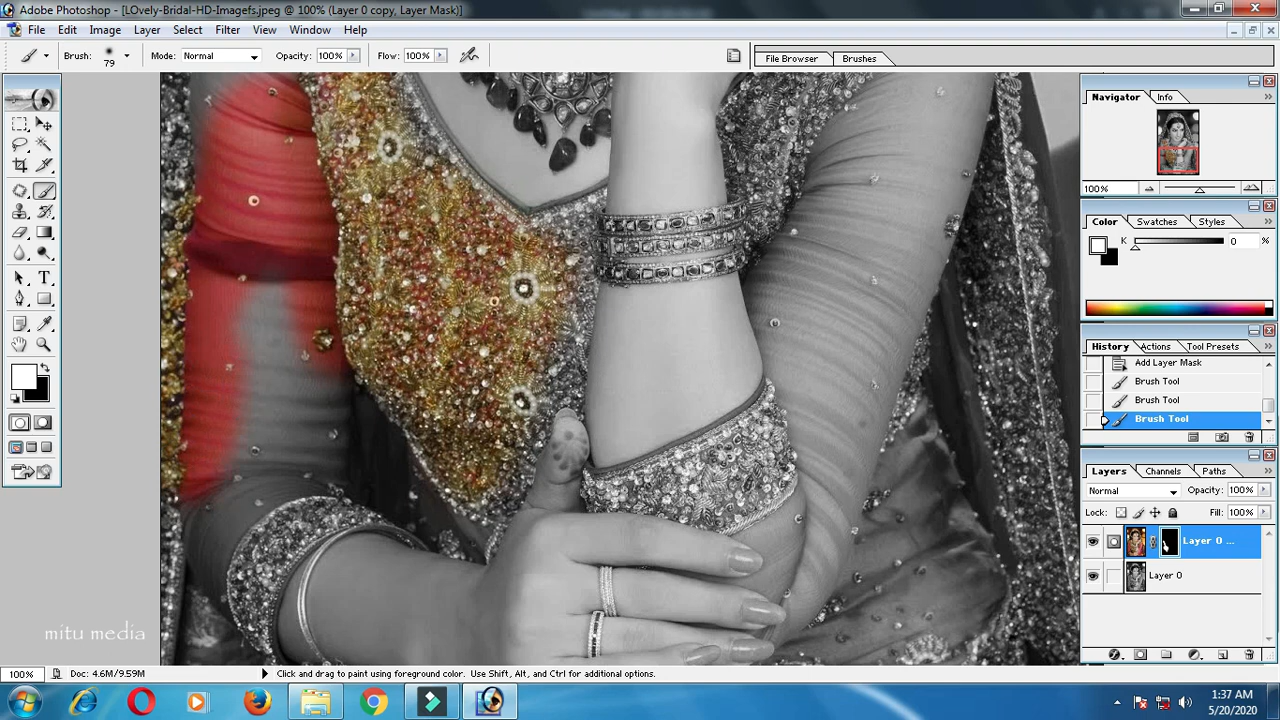 Adobe Photoshop - [LOvely-Bridal-HD-Imagefs.jpeg @ 100% (Layer 0 copy, Layer Mask)]
File Edit Image Layer Select Filter View Window Help
Brush: 79 Mode: Normal Opacity: 100% Flow: 100% File Browser Brushes
Navigator Info
100%
Color Swatches Styles
K 0 %
History Actions Tool Presets
Add Layer Mask
Brush Tool
Brush Tool
Brush Tool
Layers Channels Paths
Normal Opacity: 100%
Lock: Fill: 100%
Layer 0 ...
Layer 0
mitu media
100% Doc: 4.6M/9.59M Click and drag to paint using foreground color. Use Shift, Alt, and Ctrl for additional options.
1:37 AM
5/20/2020